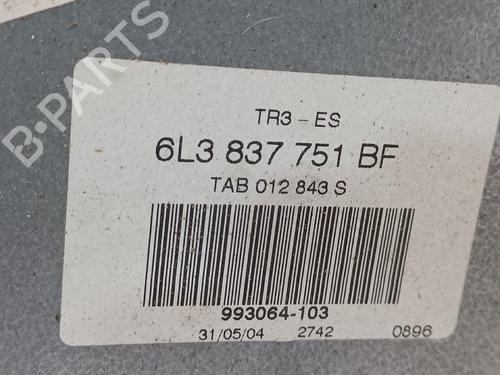 TR3-ES
6L3 837 751 BF
TAB 012 843 S
993064-103
31/05/04 2742 0896
B-PARTS